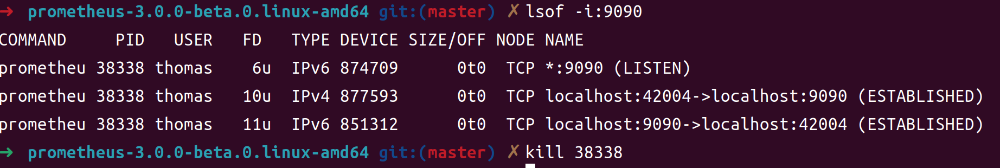 → prometheus-3.0.0-beta.0.linux-amd64 git:(master) ✗ lsof -i:9090
COMMAND     PID   USER   FD   TYPE DEVICE SIZE/OFF NODE NAME
prometheu 38338 thomas    6u  IPv6 874709      0t0  TCP *:9090 (LISTEN)
prometheu 38338 thomas   10u  IPv4 877593      0t0  TCP localhost:42004->localhost:9090 (ESTABLISHED)
prometheu 38338 thomas   11u  IPv6 851312      0t0  TCP localhost:9090->localhost:42004 (ESTABLISHED)
→ prometheus-3.0.0-beta.0.linux-amd64 git:(master) ✗ kill 38338